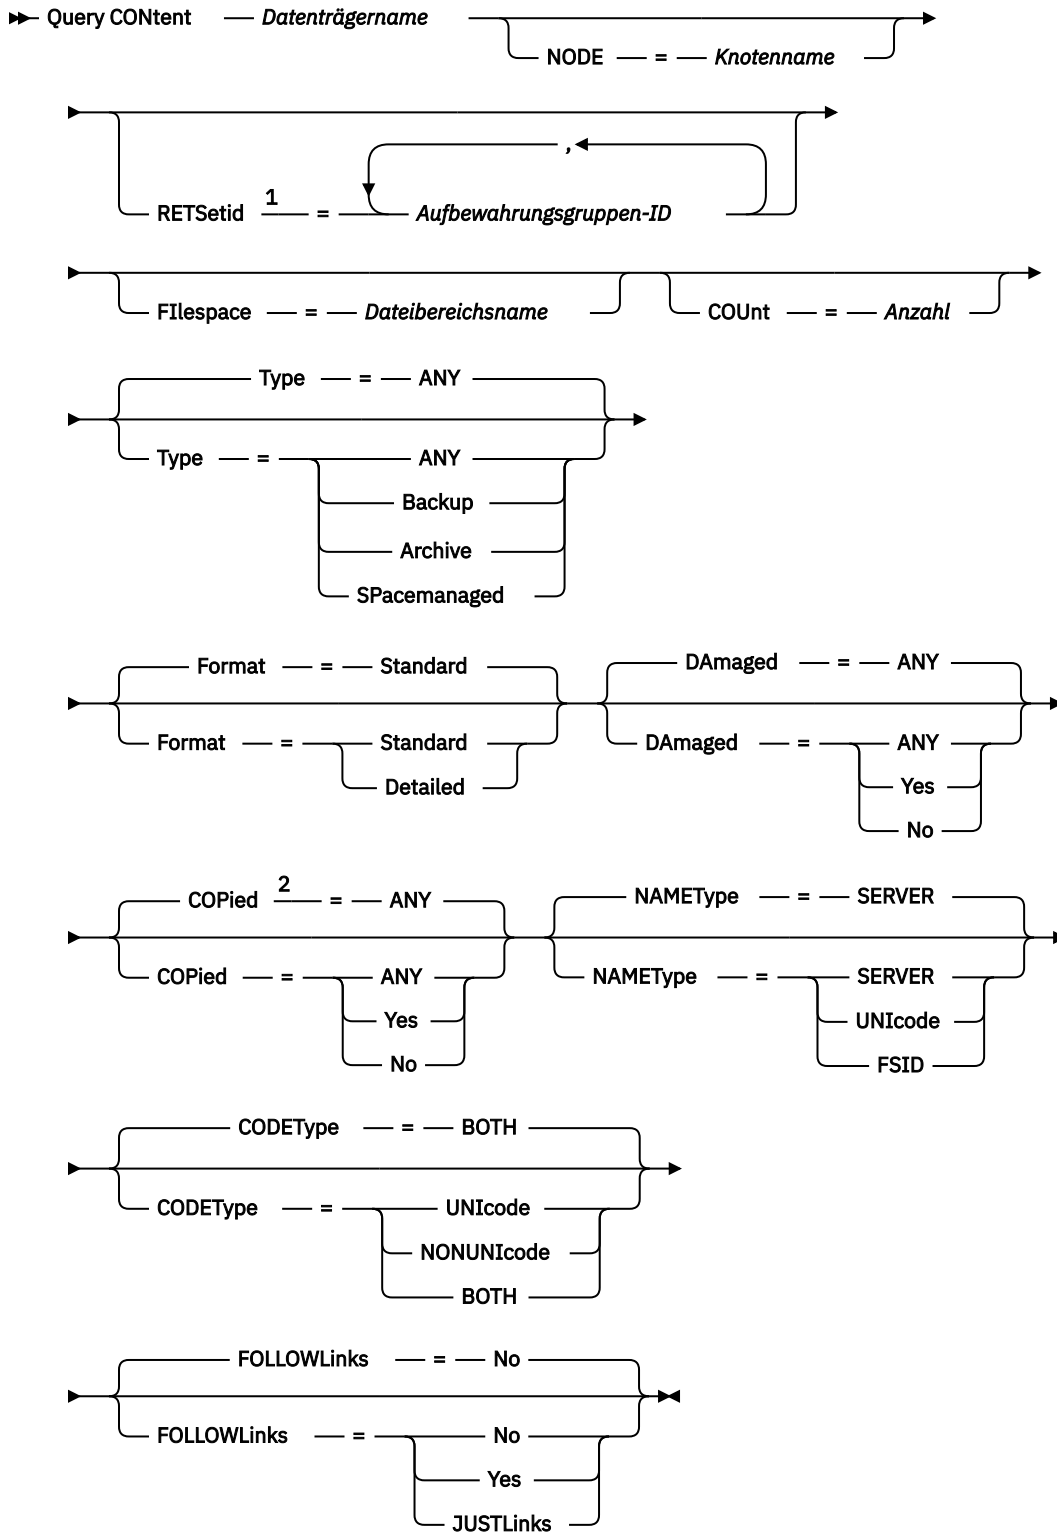 Query CONtent Datenträgername
NODE = Knotenname
,
RETSetid 1 = Aufbewahrungsgruppen-ID
FIlespace = Dateibereichsname COUnt = Anzahl
Type = ANY
Type = ANY
Backup
Archive
SPacemanaged
Format = Standard DAmaged = ANY
Format = Standard DAmaged = ANY
Detailed Yes
No
COPied 2 = ANY NAMEType = SERVER
COPied = ANY NAMEType = SERVER
Yes UNIcode
No FSID
CODEType = BOTH
CODEType = UNIcode
NONUNIcode
BOTH
FOLLOWLinks = No
FOLLOWLinks = No
Yes
JUSTLinks